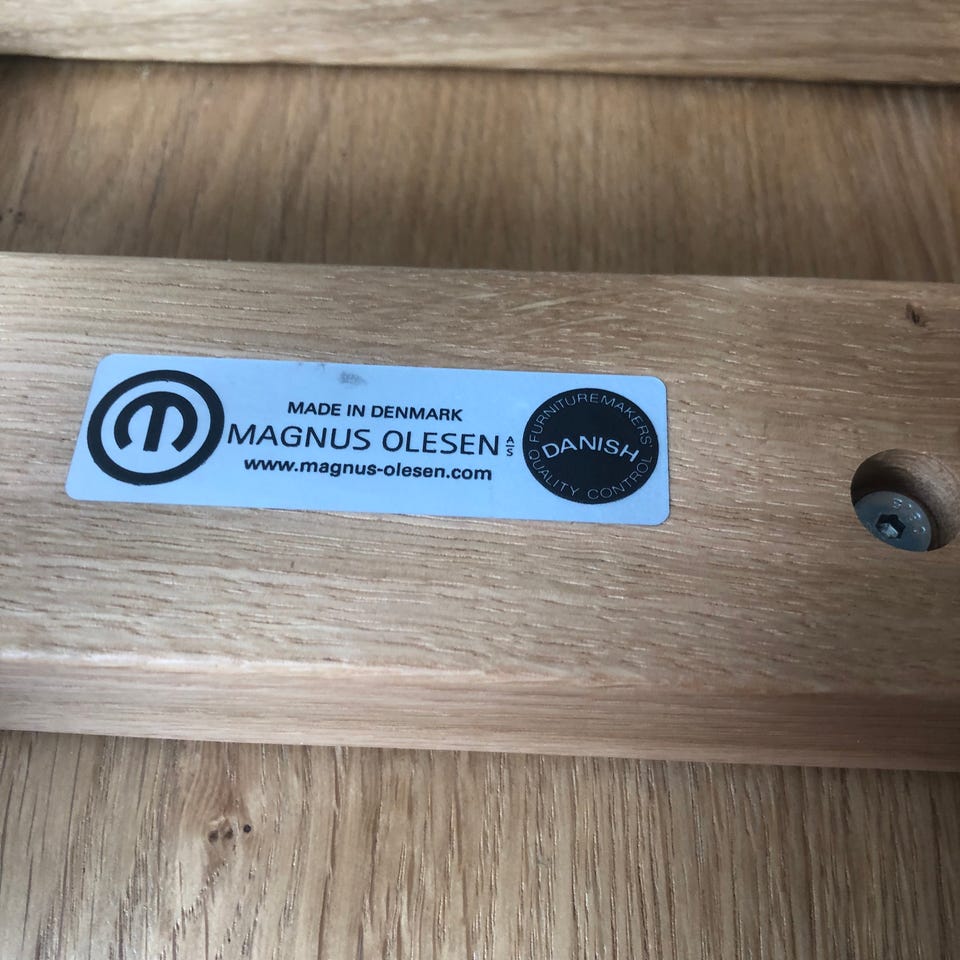 m
MADE IN DENMARK
MAGNUS OLESEN A/S
www.magnus-olesen.com
FURNITUREMAKERS'
DANISH
QUALITY CONTROL